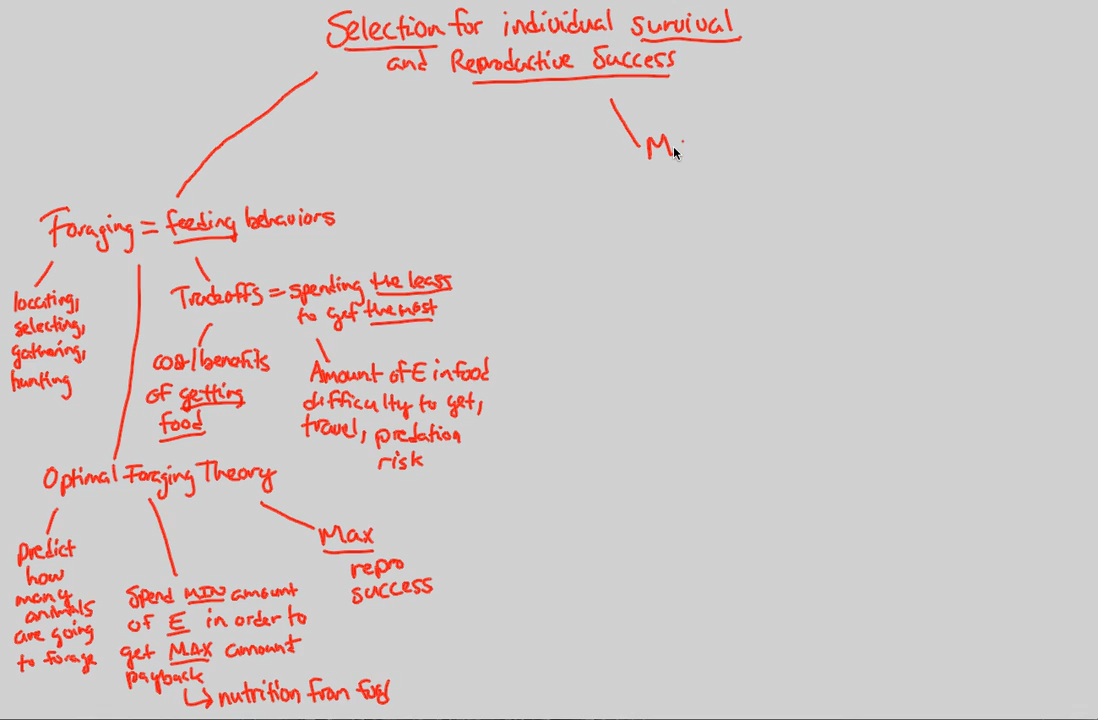 Selection for individual survival
and Reproductive Success
M
Foraging = feeding behaviors
locating,
selecting,
gathering,
hunting
Tradeoffs = spending the least
to get the most
cost/benefits
of getting
food
Amount of E in food
difficulty to get,
travel, predation
risk
Optimal Foraging Theory
predict
how
many
animals
are going
to forage
Spend MIN amount
of E in order to
get MAX amount
payback
nutrition from
Max
repro
success